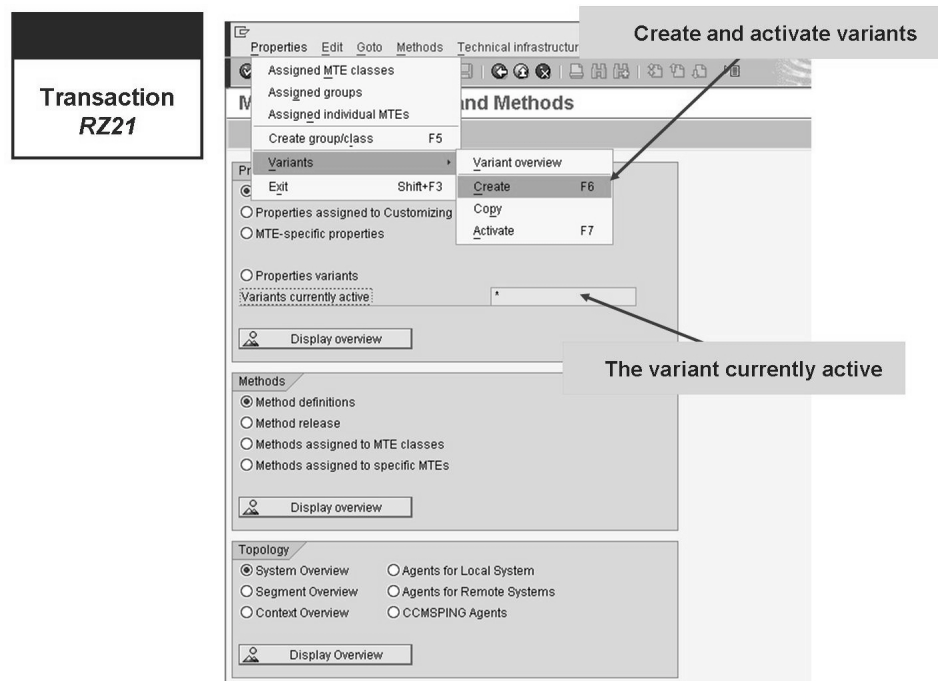 Transaction
RZ21
Create and activate variants
Properties Edit Goto Methods Technical infrastructur
Assigned MTE classes
Assigned groups
Assigned individual MTEs
Create group/class F5
Variants
Exit Shift+F3
and Methods
Variant overview
Create F6
Copy
Activate F7
Properties assigned to Customizing
MTE-specific properties
Properties variants
Variants currently active *
Display overview
The variant currently active
Methods
Method definitions
Method release
Methods assigned to MTE classes
Methods assigned to specific MTEs
Display overview
Topology
System Overview Agents for Local System
Segment Overview Agents for Remote Systems
Context Overview CCMSPING Agents
Display Overview